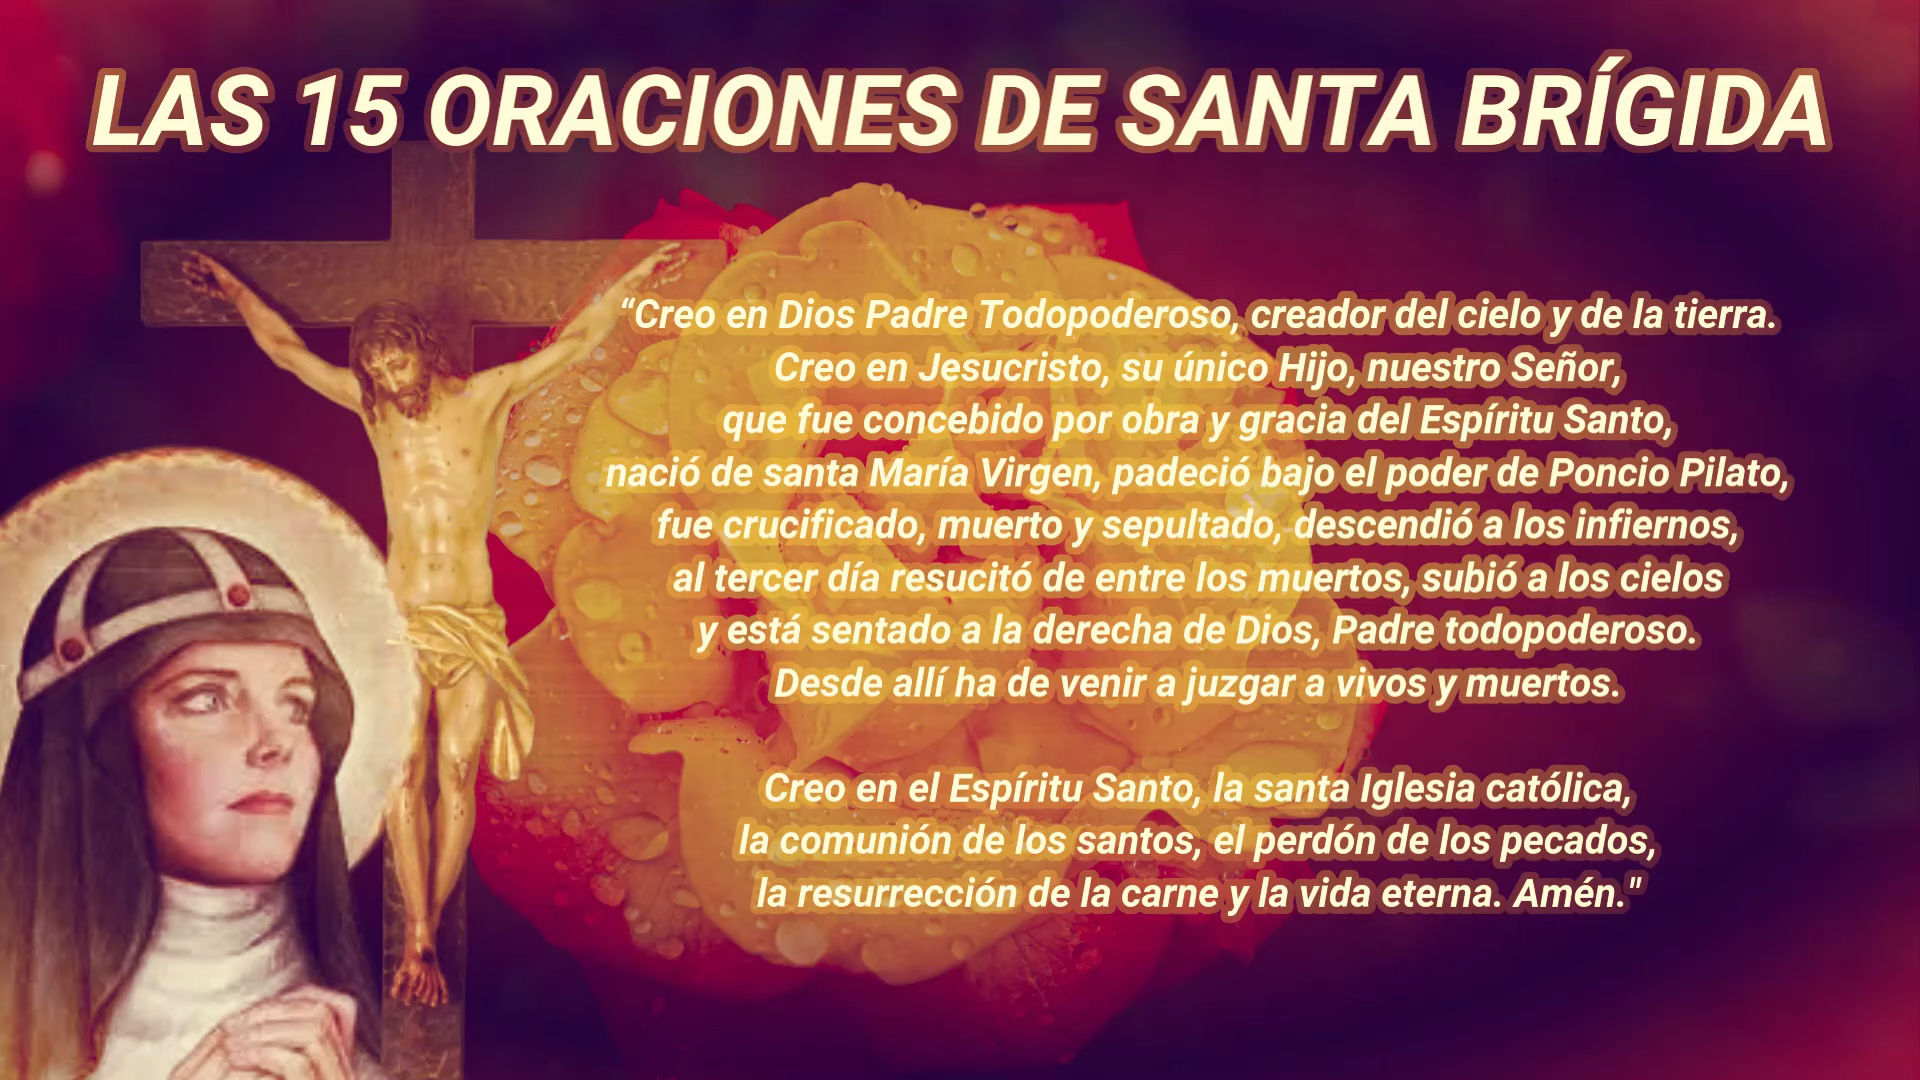 LAS 15 ORACIONES DE SANTA BRÍGIDA
“Creo en Dios Padre Todopoderoso, creador del cielo y de la tierra.
Creo en Jesucristo, su único Hijo, nuestro Señor,
que fue concebido por obra y gracia del Espíritu Santo,
nació de santa María Virgen, padeció bajo el poder de Poncio Pilato,
fue crucificado, muerto y sepultado, descendió a los infiernos,
al tercer día resucitó de entre los muertos, subió a los cielos
y está sentado a la derecha de Dios, Padre todopoderoso.
Desde allí ha de venir a juzgar a vivos y muertos.
Creo en el Espíritu Santo, la santa Iglesia católica,
la comunión de los santos, el perdón de los pecados,
la resurrección de la carne y la vida eterna. Amén."